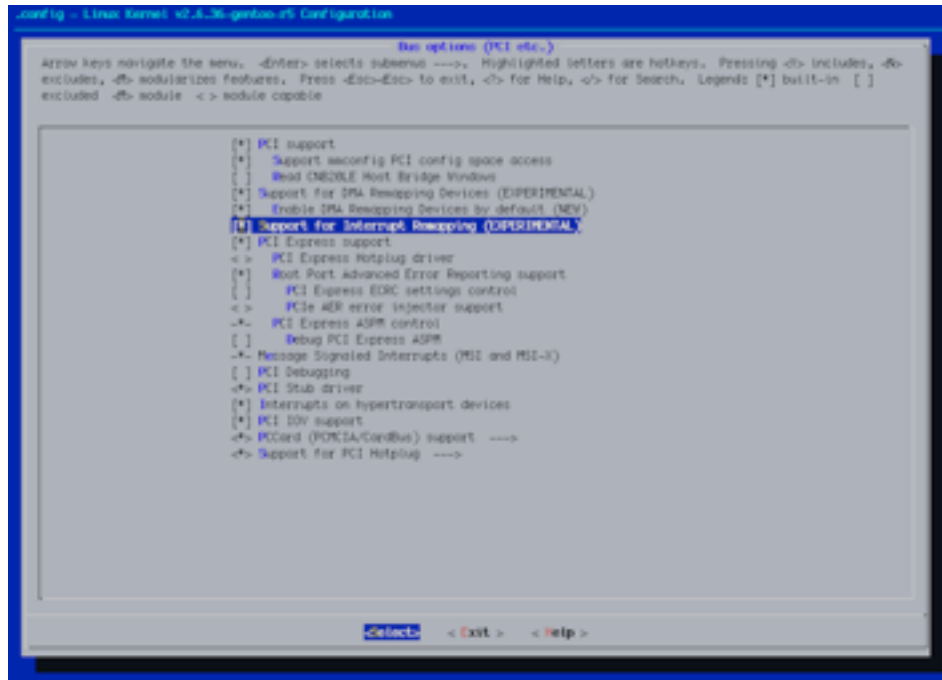 .config - Linux Kernel v2.6.36-gentoo-r5 Configuration
Bus options (PCI etc.)
Arrow keys navigate the menu.  <Enter> selects submenus --->.  Highlighted letters are hotkeys.  Pressing <Y> includes, <N>
excludes, <M> modularizes features.  Press <Esc><Esc> to exit, <?> for Help, </> for Search.  Legend: [*] built-in  [ ]
excluded  <M> module  < > module capable
[*] PCI support
[*]   Support mmconfig PCI config space access
[ ]   Read CNB20LE Host Bridge Windows
[*] Support for DMA Remapping Devices (EXPERIMENTAL)
[*]   Enable DMA Remapping Devices by default (NEW)
[*] Support for Interrupt Remapping (EXPERIMENTAL)
[*] PCI Express support
< >   PCI Express Hotplug driver
[*]   Root Port Advanced Error Reporting support
[ ]     PCI Express ECRC settings control
< >     PCIe AER error injector support
-*-   PCI Express ASPM control
[ ]     Debug PCI Express ASPM
-*- Message Signaled Interrupts (MSI and MSI-X)
[ ] PCI Debugging
<*> PCI Stub driver
[*] Interrupts on hypertransport devices
[*] PCI IOV support
<*> PCCard (PCMCIA/CardBus) support  --->
<*> Support for PCI Hotplug  --->
<Select>    < Exit >    < Help >